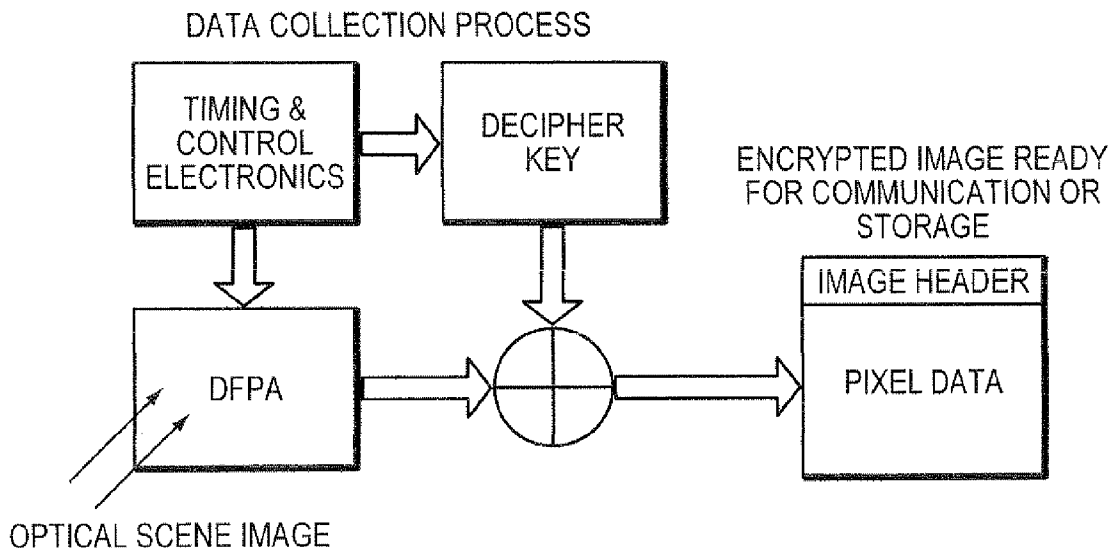 DATA COLLECTION PROCESS
TIMING &
CONTROL
ELECTRONICS
DECIPHER
KEY
ENCRYPTED IMAGE READY
FOR COMMUNICATION OR
STORAGE
IMAGE HEADER
PIXEL DATA
DFPA
OPTICAL SCENE IMAGE